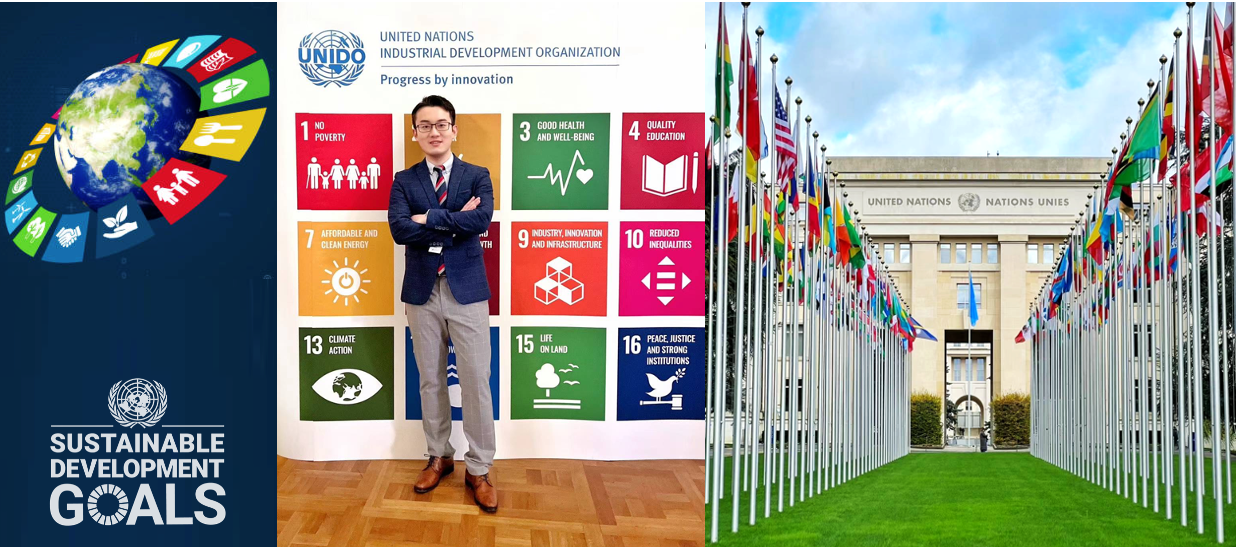 SUSTAINABLE
DEVELOPMENT
GOALS
UNIDO
UNITED NATIONS
INDUSTRIAL DEVELOPMENT ORGANIZATION
Progress by innovation
1 NO
POVERTY
3 GOOD HEALTH
AND WELL-BEING
4 QUALITY
EDUCATION
7 AFFORDABLE AND
CLEAN ENERGY
9 INDUSTRY, INNOVATION
AND INFRASTRUCTURE
10 REDUCED
INEQUALITIES
13 CLIMATE
ACTION
15 LIFE
ON LAND
16 PEACE, JUSTICE
AND STRONG
INSTITUTIONS
UNITED NATIONS NATIONS UNIES